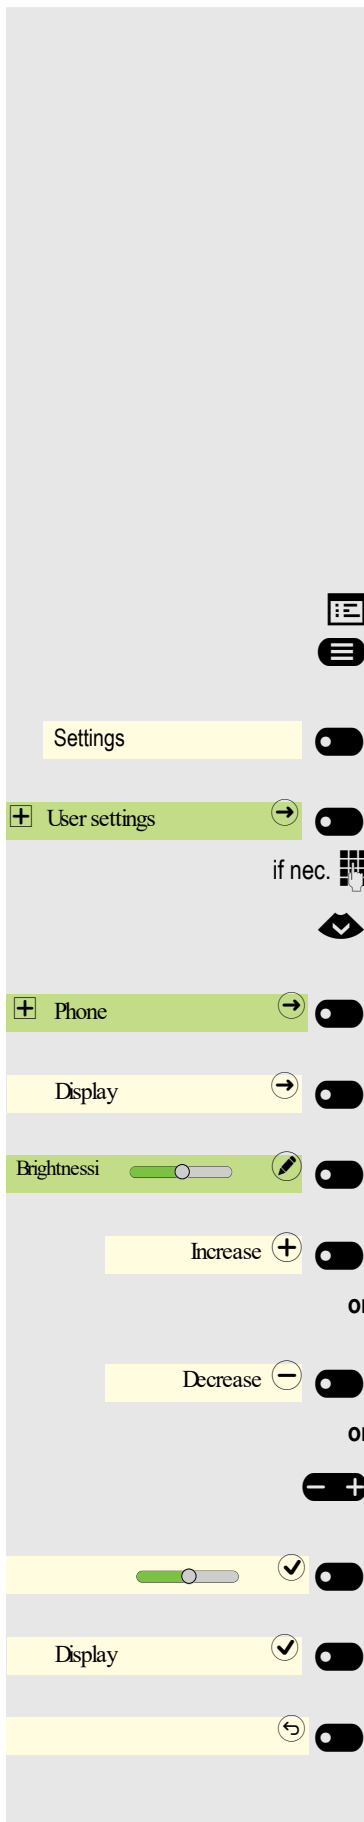 Settings
User settings
if nec.
Phone
Display
Brightnessi
Increase
or
Decrease
or
Display